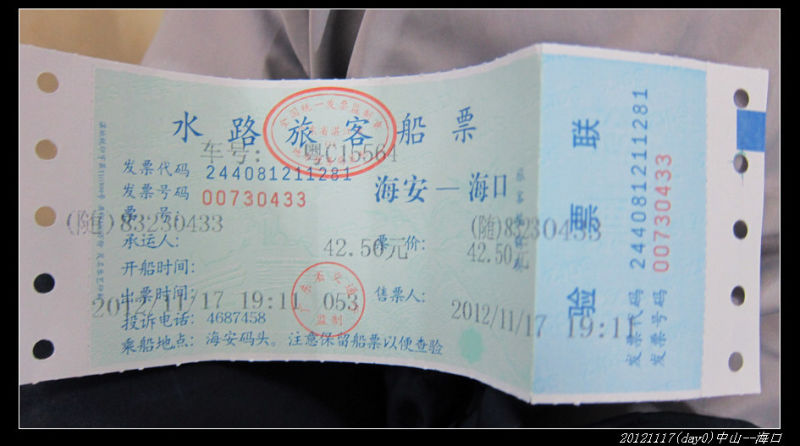 水路旅客船票
车号: 粤C15564
发票代码 244081211281
发票号码 00730433
海安—海口
(随)83230433
(随)83230433
承运人:
42.50元
票 价:
42.50元
开船时间:
出票时间:
2012/11/17 19:11 053
售票人:
2012/11/17 19:11
投诉电话: 4687458
乘船地点: 海安码头。注意保留船票以便查验
监制
验票联
发票代码 244081211281
发票号码 00730433
20121117(day0)中山--海口